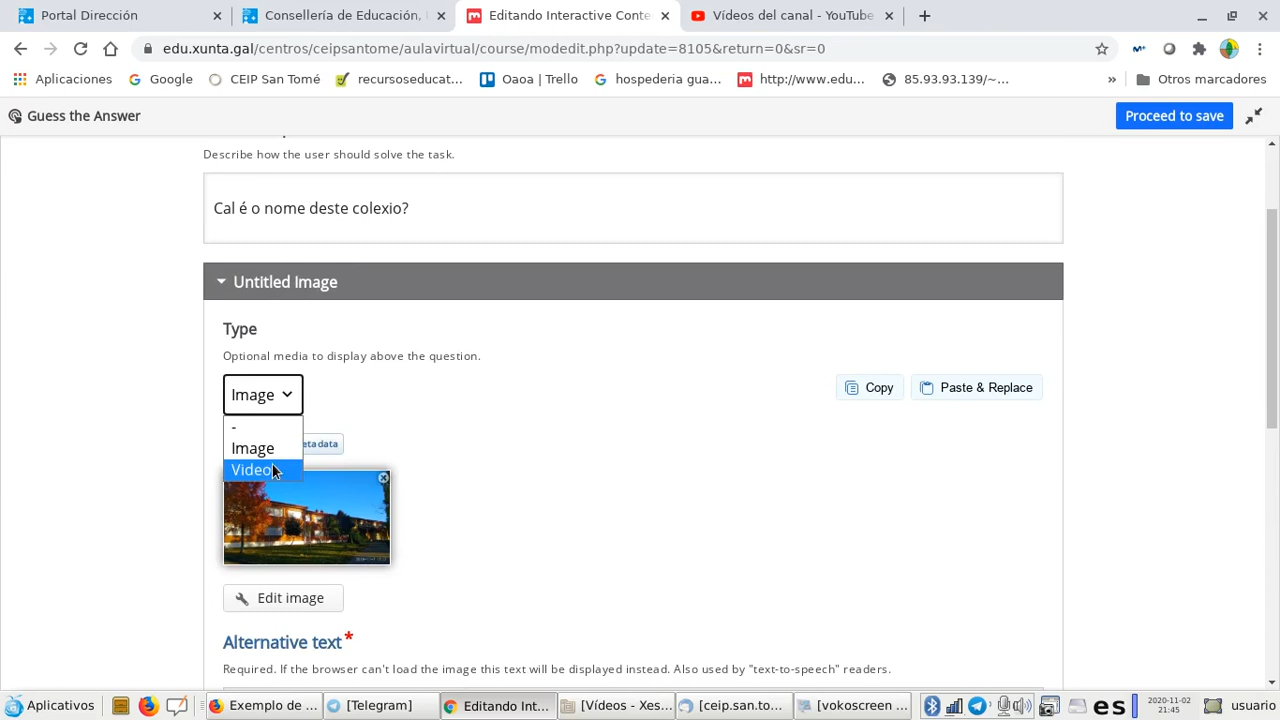 Portal Dirección
Consellería de Educación, U
Editando Interactive Conte
Vídeos del canal - YouTube
edu.xunta.gal/centros/ceipsantome/aulavirtual/course/modedit.php?update=8105&return=0&sr=0
Aplicaciones
Google
CEIP San Tomé
recursoseducat...
Oaoa | Trello
hospederia gua...
http://www.edu...
85.93.93.139/~...
»
Otros marcadores
Guess the Answer
Proceed to save
Describe how the user should solve the task.
Cal é o nome deste colexio?
Untitled Image
Type
Optional media to display above the question.
Image
Copy
Paste & Replace
-
Image
etadata
Video
Edit image
Alternative text*
Required. If the browser can't load the image this text will be displayed instead. Also used by "text-to-speech" readers.
Aplicativos
Exemplo de ...
[Telegram]
Editando Int...
[Vídeos - Xes...
[ceip.san.to...
[vokoscreen ...
es
2020-11-02
21:45
usuario